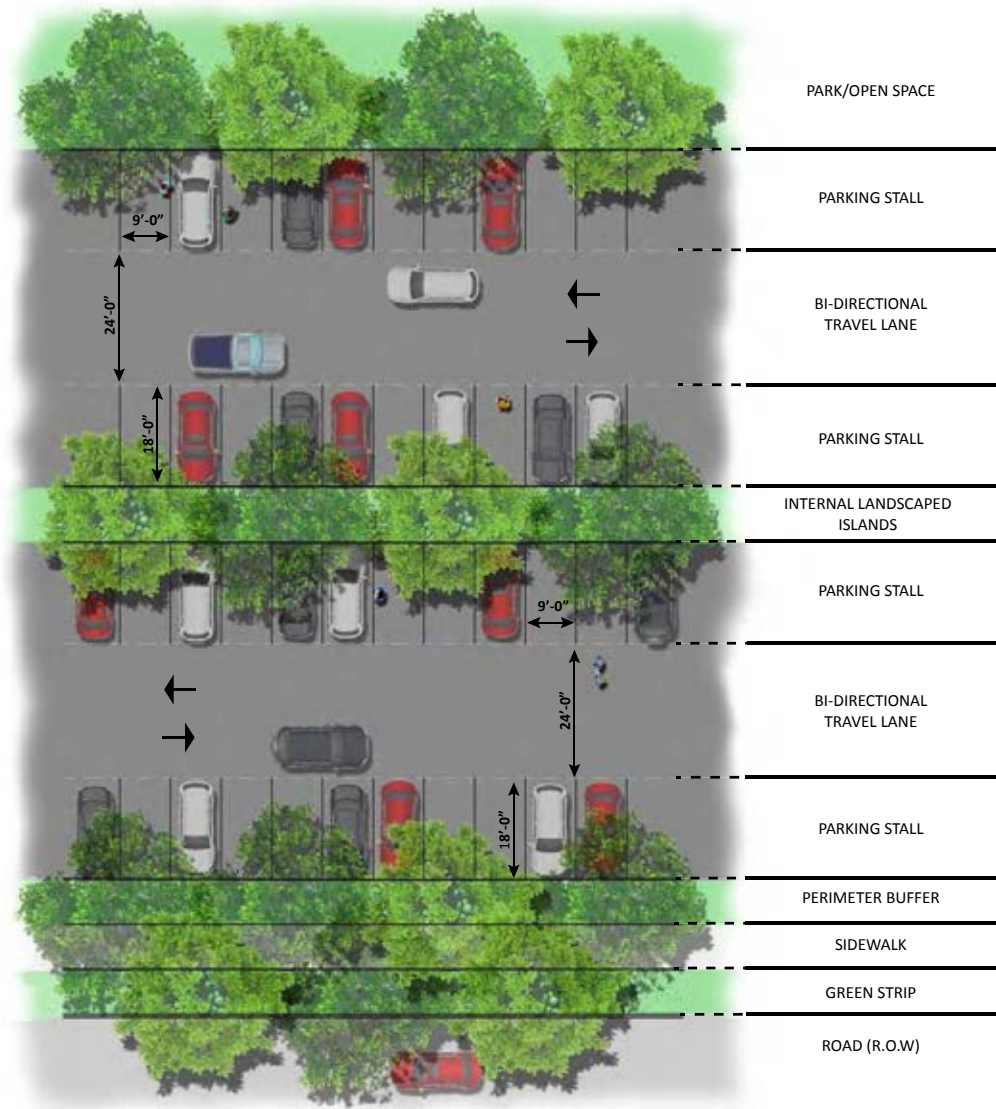 PARK/OPEN SPACE
PARKING STALL
9’-0”
24’-0”
BI-DIRECTIONAL
TRAVEL LANE
18’-0”
PARKING STALL
INTERNAL LANDSCAPED
ISLANDS
PARKING STALL
9’-0”
24’-0”
BI-DIRECTIONAL
TRAVEL LANE
18’-0”
PARKING STALL
PERIMETER BUFFER
SIDEWALK
GREEN STRIP
ROAD (R.O.W)